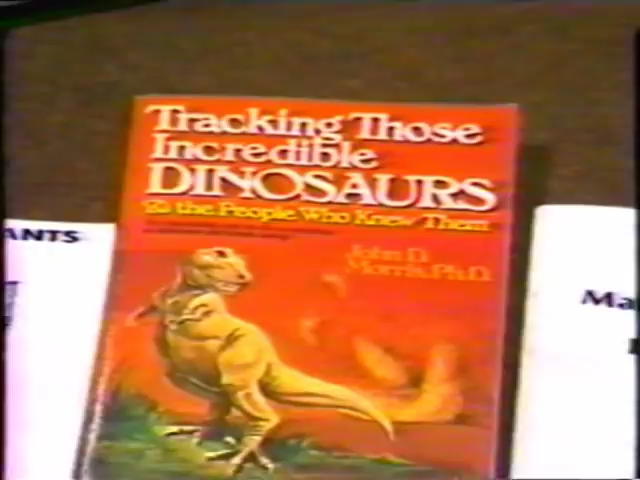 Tracking Those
Incredible
DINOSAURS
& the People Who Knew Them
John D.
Morris, Ph.D.
ANTS
Ma